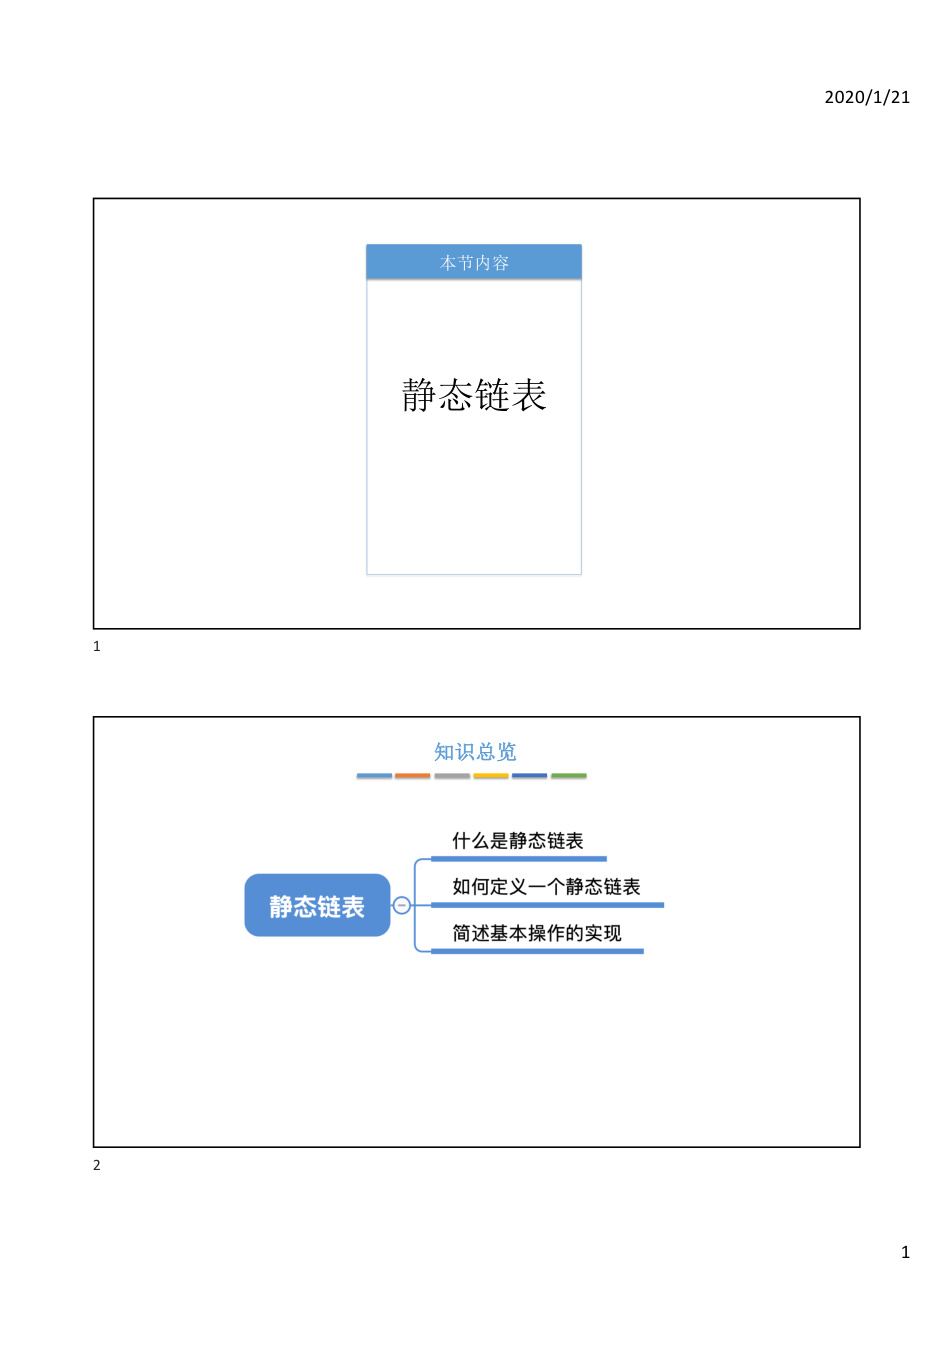 2020/1/21
本节内容
静态链表
1
知识总览
什么是静态链表
静态链表
如何定义一个静态链表
简述基本操作的实现
2
1